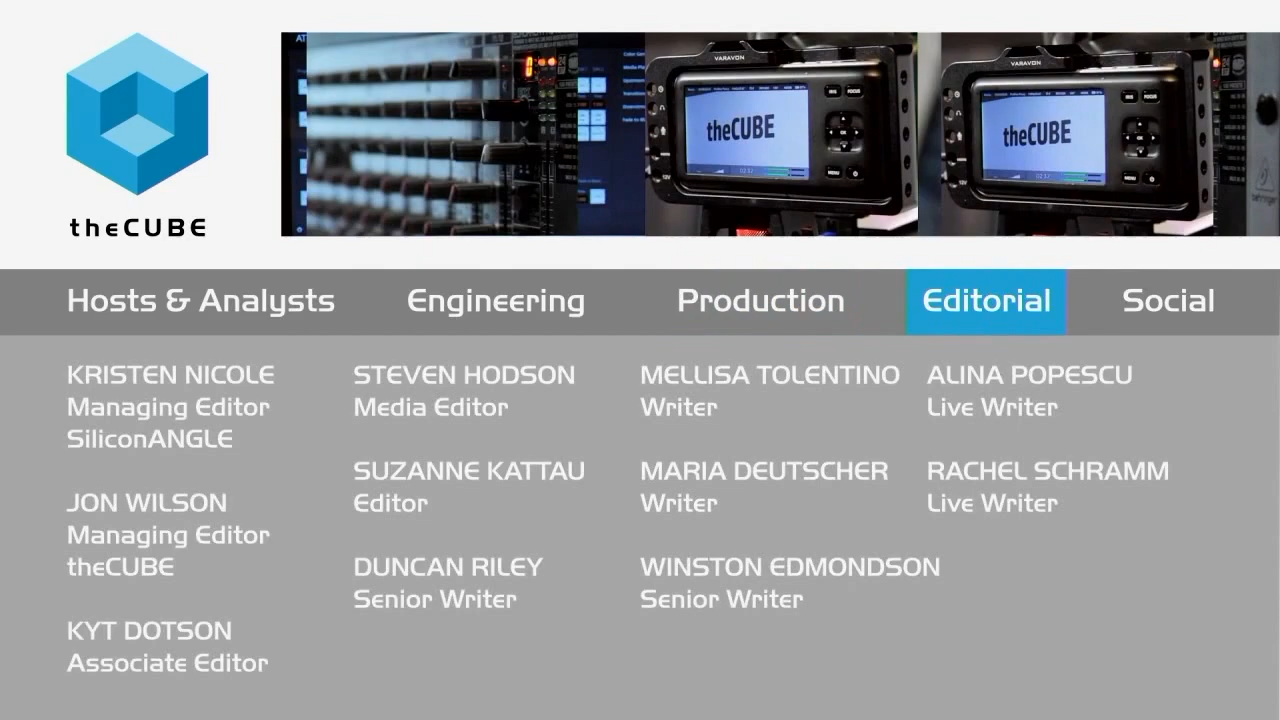 theCUBE
VARAVON
theCUBE
VARAVON
theCUBE
Hosts & Analysts
Engineering
Production
Editorial
Social
KRISTEN NICOLE
Managing Editor
SiliconANGLE
JON WILSON
Managing Editor
theCUBE
KYT DOTSON
Associate Editor
STEVEN HODSON
Media Editor
SUZANNE KATTAU
Editor
DUNCAN RILEY
Senior Writer
MELLISA TOLENTINO
Writer
MARIA DEUTSCHER
Writer
WINSTON EDMONDSON
Senior Writer
ALINA POPESCU
Live Writer
RACHEL SCHRAMM
Live Writer